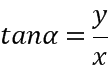 tanα = y/x